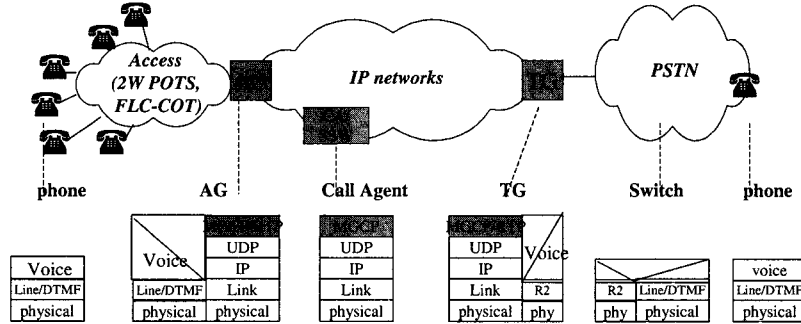 Access
(2W POTS,
FLC-COT)
IP networks
TG
PSTN
phone
AG
Call Agent
TG
Switch
phone
Voice
Line/DTMF
physical
Voice
UDP
IP
Line/DTMF
Link
physical
physical
MGCP
UDP
IP
Link
physical
UDP
Voice
IP
Link
R2
physical
phy
R2
Line/DTMF
phy
physical
voice
Line/DTMF
physical